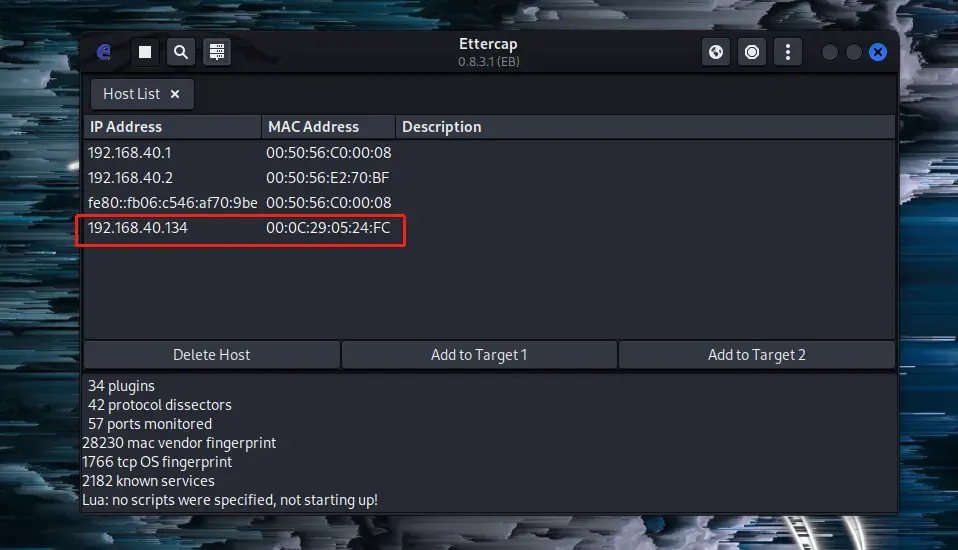 Ettercap
0.8.3.1 (EB)
Host List ×
IP Address MAC Address Description
192.168.40.1 00:50:56:C0:00:08
192.168.40.2 00:50:56:E2:70:BF
fe80::fb06:c546:af70:9be 00:50:56:C0:00:08
192.168.40.134 00:0C:29:05:24:FC
Delete Host Add to Target 1 Add to Target 2
34 plugins
42 protocol dissectors
57 ports monitored
28230 mac vendor fingerprint
1766 tcp OS fingerprint
2182 known services
Lua: no scripts were specified, not starting up!